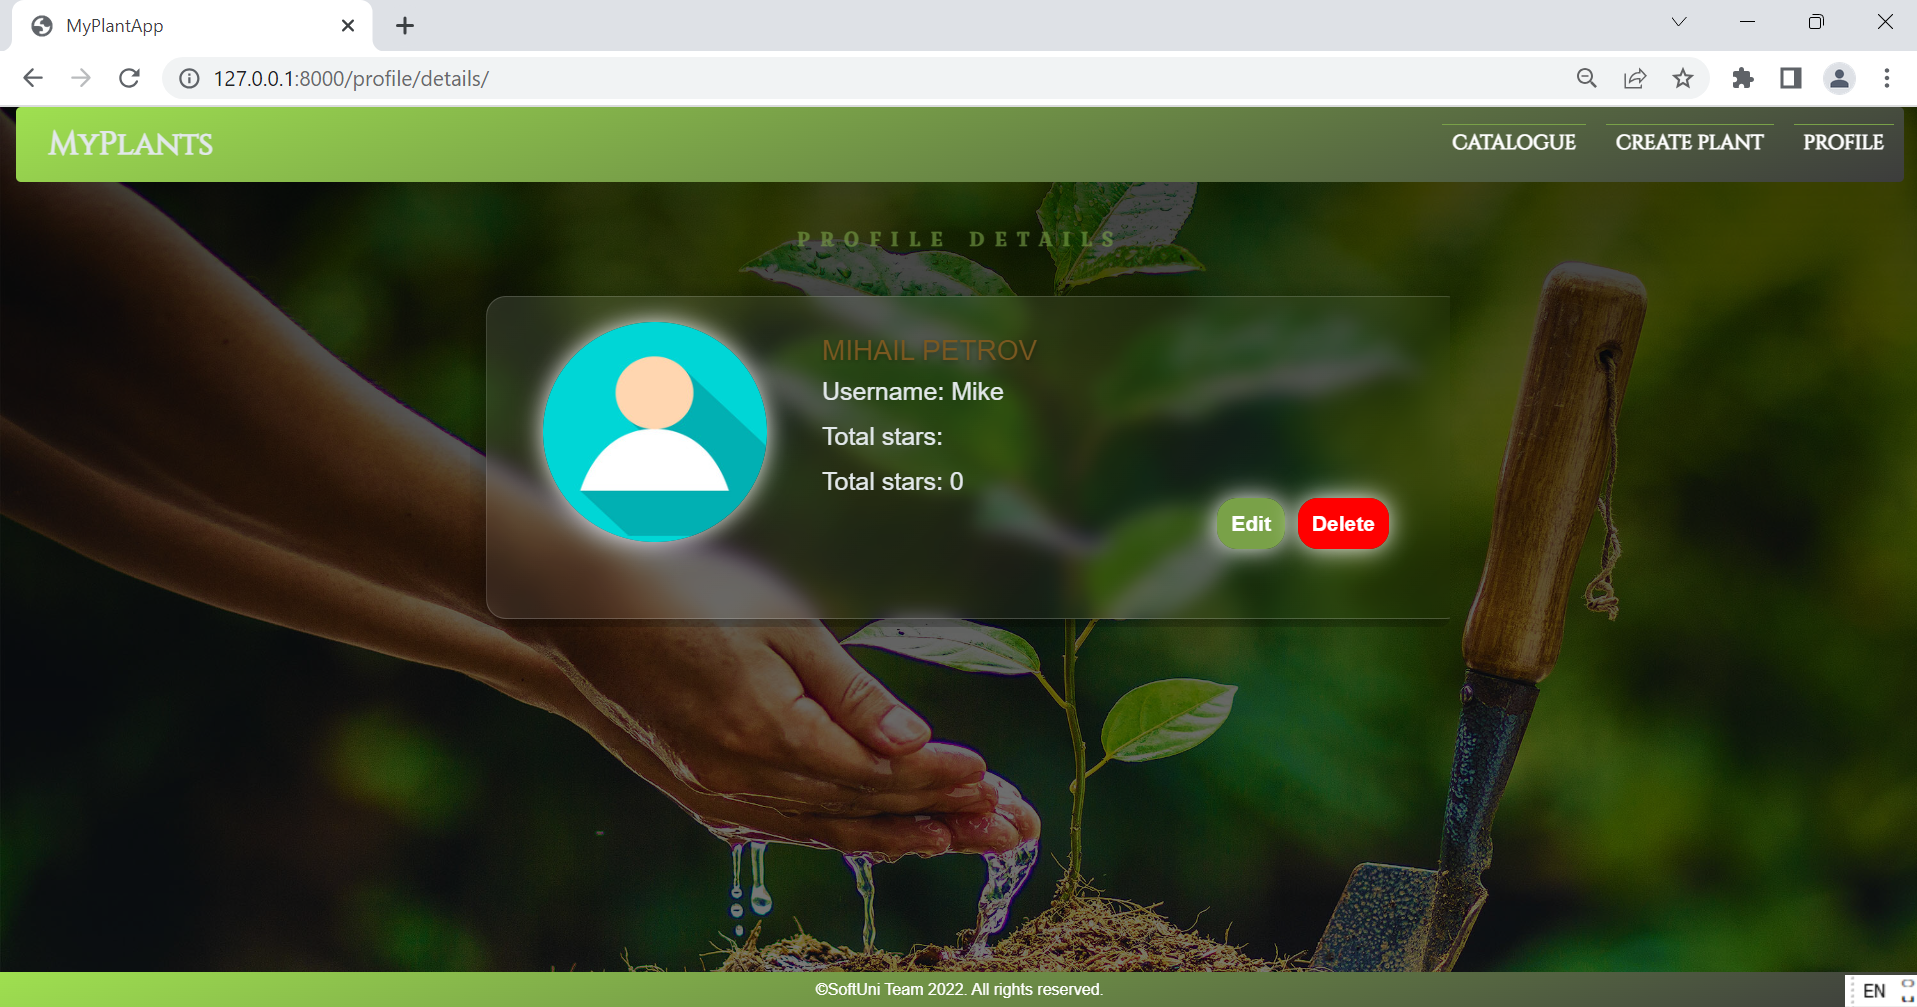 MyPlantApp
127.0.0.1:8000/profile/details/
MyPlants
CATALOGUE CREATE PLANT PROFILE
PROFILE DETAILS
MIHAIL PETROV
Username: Mike
Total stars:
Total stars: 0
Edit Delete
©SoftUni Team 2022. All rights reserved.
EN